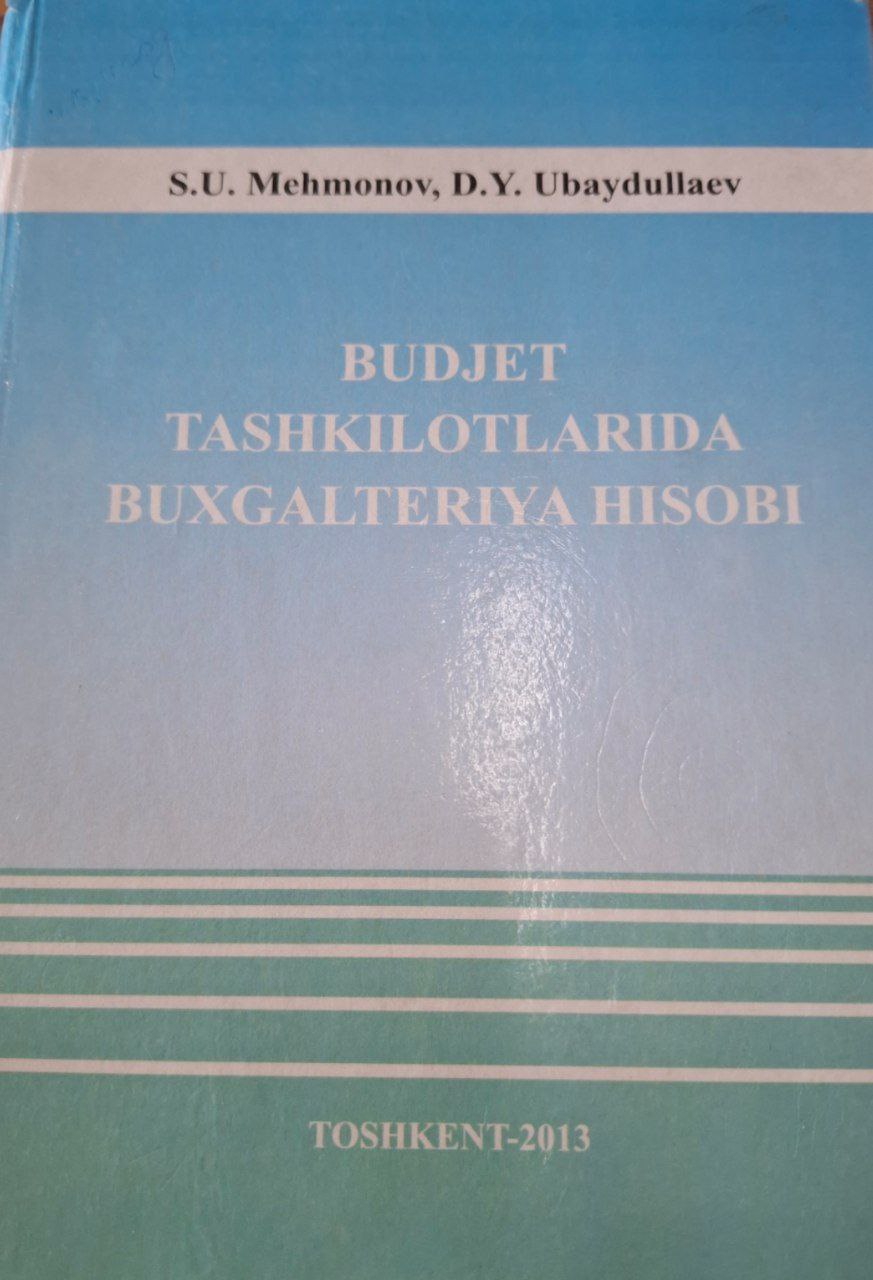 S.U. Mehmonov, D.Y. Ubaydullaev
BUDJET
TASHKILOTLARIDA
BUXGALTERIYA HISOBI
TOSHKENT-2013